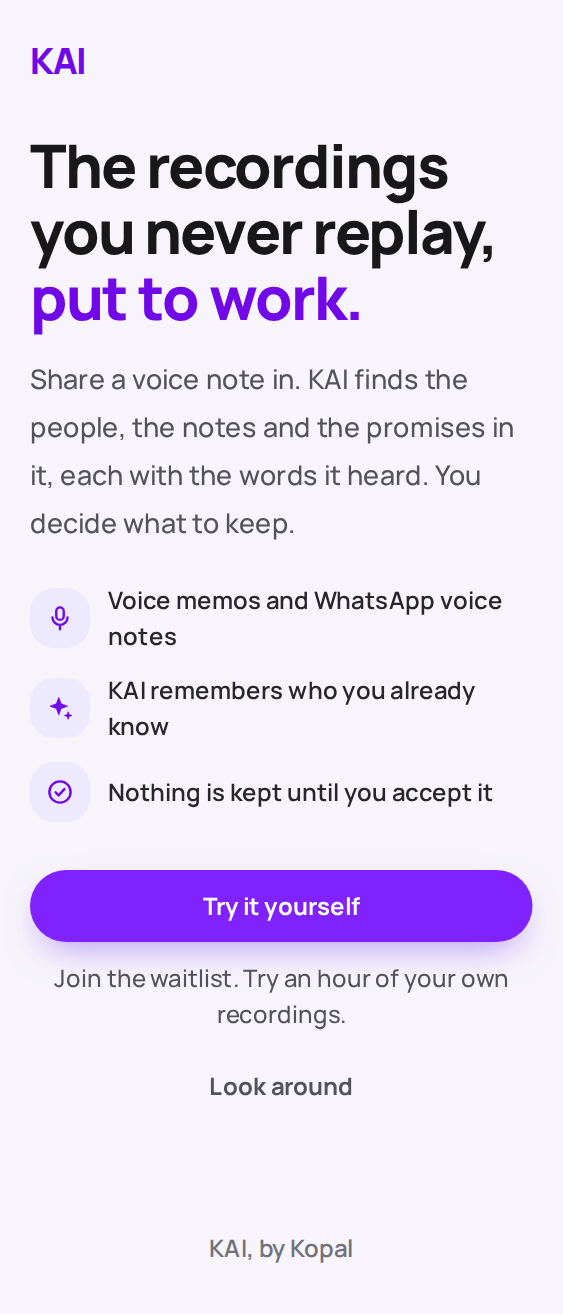 KAI
The recordings
you never replay,
put to work.
Share a voice note in. KAI finds the
people, the notes and the promises in
it, each with the words it heard. You
decide what to keep.
Voice memos and WhatsApp voice
notes
KAI remembers who you already
know
Nothing is kept until you accept it
Try it yourself
Join the waitlist. Try an hour of your own
recordings.
Look around
KAI, by Kopal